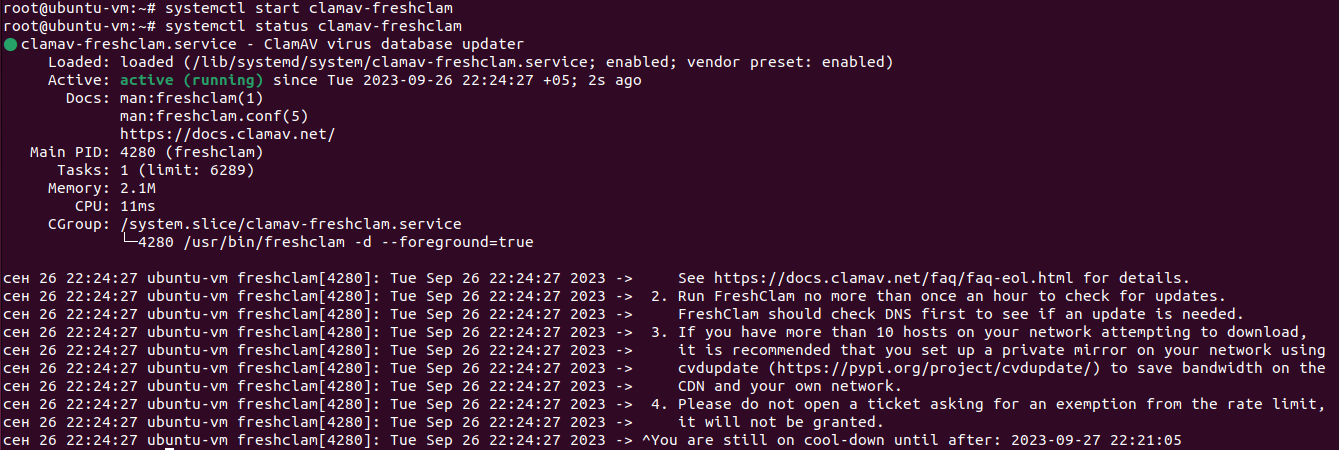 root@ubuntu-vm:~# systemctl start clamav-freshclam
root@ubuntu-vm:~# systemctl status clamav-freshclam
● clamav-freshclam.service - ClamAV virus database updater
     Loaded: loaded (/lib/systemd/system/clamav-freshclam.service; enabled; vendor preset: enabled)
     Active: active (running) since Tue 2023-09-26 22:24:27 +05; 2s ago
       Docs: man:freshclam(1)
             man:freshclam.conf(5)
             https://docs.clamav.net/
   Main PID: 4280 (freshclam)
      Tasks: 1 (limit: 6289)
     Memory: 2.1M
        CPU: 11ms
     CGroup: /system.slice/clamav-freshclam.service
             └─4280 /usr/bin/freshclam -d --foreground=true

сен 26 22:24:27 ubuntu-vm freshclam[4280]: Tue Sep 26 22:24:27 2023 ->     See https://docs.clamav.net/faq/faq-eol.html for details.
сен 26 22:24:27 ubuntu-vm freshclam[4280]: Tue Sep 26 22:24:27 2023 ->  2. Run FreshClam no more than once an hour to check for updates.
сен 26 22:24:27 ubuntu-vm freshclam[4280]: Tue Sep 26 22:24:27 2023 ->     FreshClam should check DNS first to see if an update is needed.
сен 26 22:24:27 ubuntu-vm freshclam[4280]: Tue Sep 26 22:24:27 2023 ->  3. If you have more than 10 hosts on your network attempting to download,
сен 26 22:24:27 ubuntu-vm freshclam[4280]: Tue Sep 26 22:24:27 2023 ->     it is recommended that you set up a private mirror on your network using
сен 26 22:24:27 ubuntu-vm freshclam[4280]: Tue Sep 26 22:24:27 2023 ->     cvdupdate (https://pypi.org/project/cvdupdate/) to save bandwidth on the
сен 26 22:24:27 ubuntu-vm freshclam[4280]: Tue Sep 26 22:24:27 2023 ->     CDN and your own network.
сен 26 22:24:27 ubuntu-vm freshclam[4280]: Tue Sep 26 22:24:27 2023 ->  4. Please do not open a ticket asking for an exemption from the rate limit,
сен 26 22:24:27 ubuntu-vm freshclam[4280]: Tue Sep 26 22:24:27 2023 ->     it will not be granted.
сен 26 22:24:27 ubuntu-vm freshclam[4280]: Tue Sep 26 22:24:27 2023 -> ^You are still on cool-down until after: 2023-09-27 22:21:05